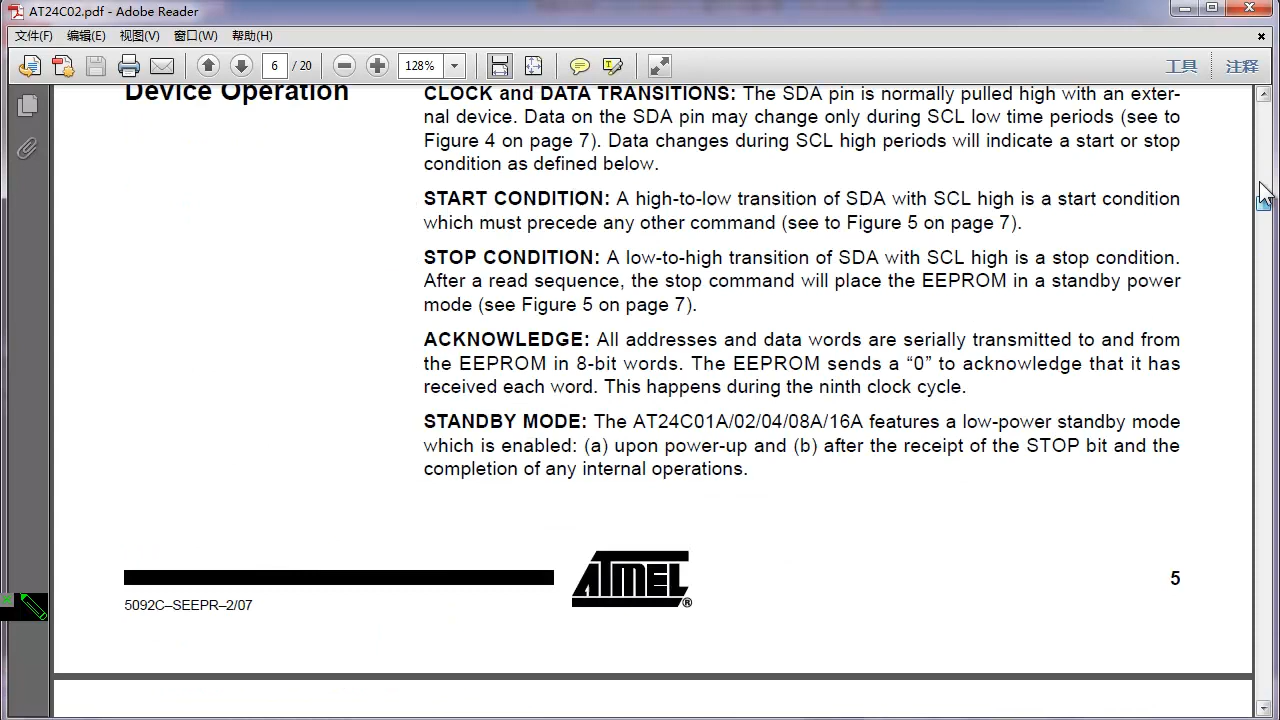 AT24C02.pdf - Adobe Reader
文件(F) 编辑(E) 视图(V) 窗口(W) 帮助(H)
6 / 20 128% 工具 注释
Device Operation
CLOCK and DATA TRANSITIONS: The SDA pin is normally pulled high with an exter-
nal device. Data on the SDA pin may change only during SCL low time periods (see to
Figure 4 on page 7). Data changes during SCL high periods will indicate a start or stop
condition as defined below.
START CONDITION: A high-to-low transition of SDA with SCL high is a start condition
which must precede any other command (see to Figure 5 on page 7).
STOP CONDITION: A low-to-high transition of SDA with SCL high is a stop condition.
After a read sequence, the stop command will place the EEPROM in a standby power
mode (see Figure 5 on page 7).
ACKNOWLEDGE: All addresses and data words are serially transmitted to and from
the EEPROM in 8-bit words. The EEPROM sends a “0” to acknowledge that it has
received each word. This happens during the ninth clock cycle.
STANDBY MODE: The AT24C01A/02/04/08A/16A features a low-power standby mode
which is enabled: (a) upon power-up and (b) after the receipt of the STOP bit and the
completion of any internal operations.
ATMEL®
5
5092C–SEEPR–2/07